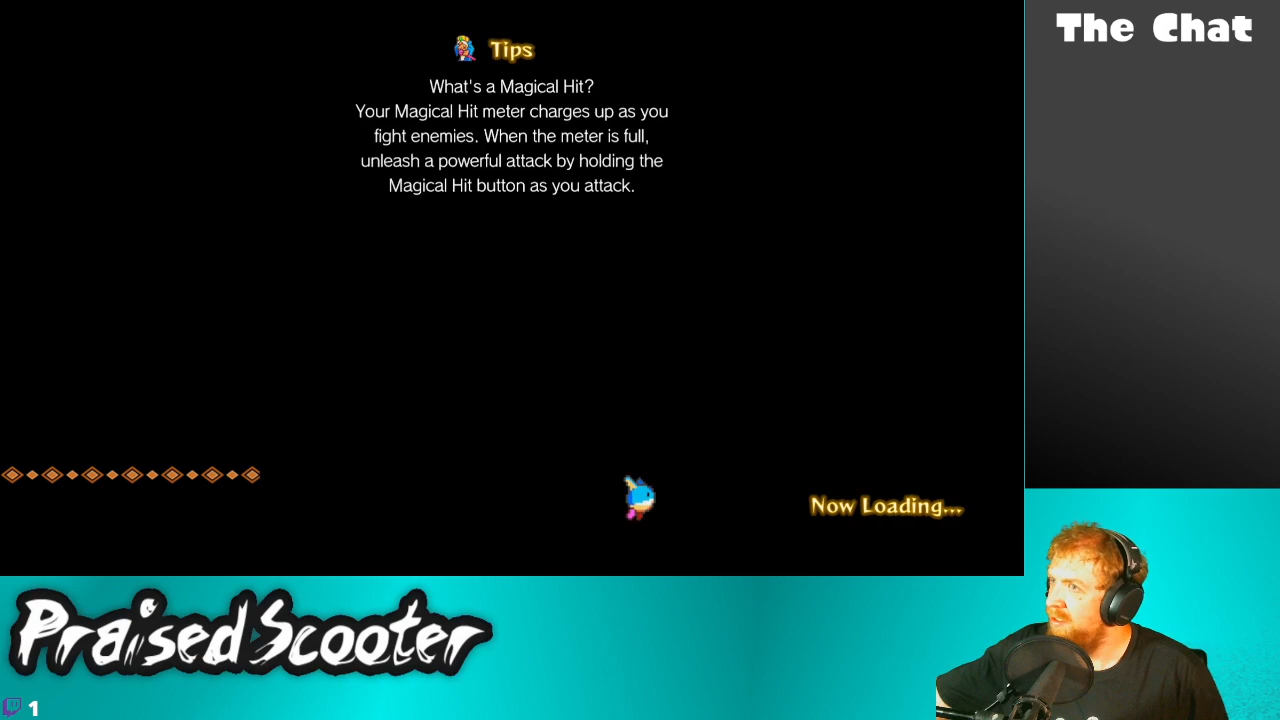 The Chat
Tips
What's a Magical Hit?
Your Magical Hit meter charges up as you
fight enemies. When the meter is full,
unleash a powerful attack by holding the
Magical Hit button as you attack.
Now Loading...
PraisedScooter
1